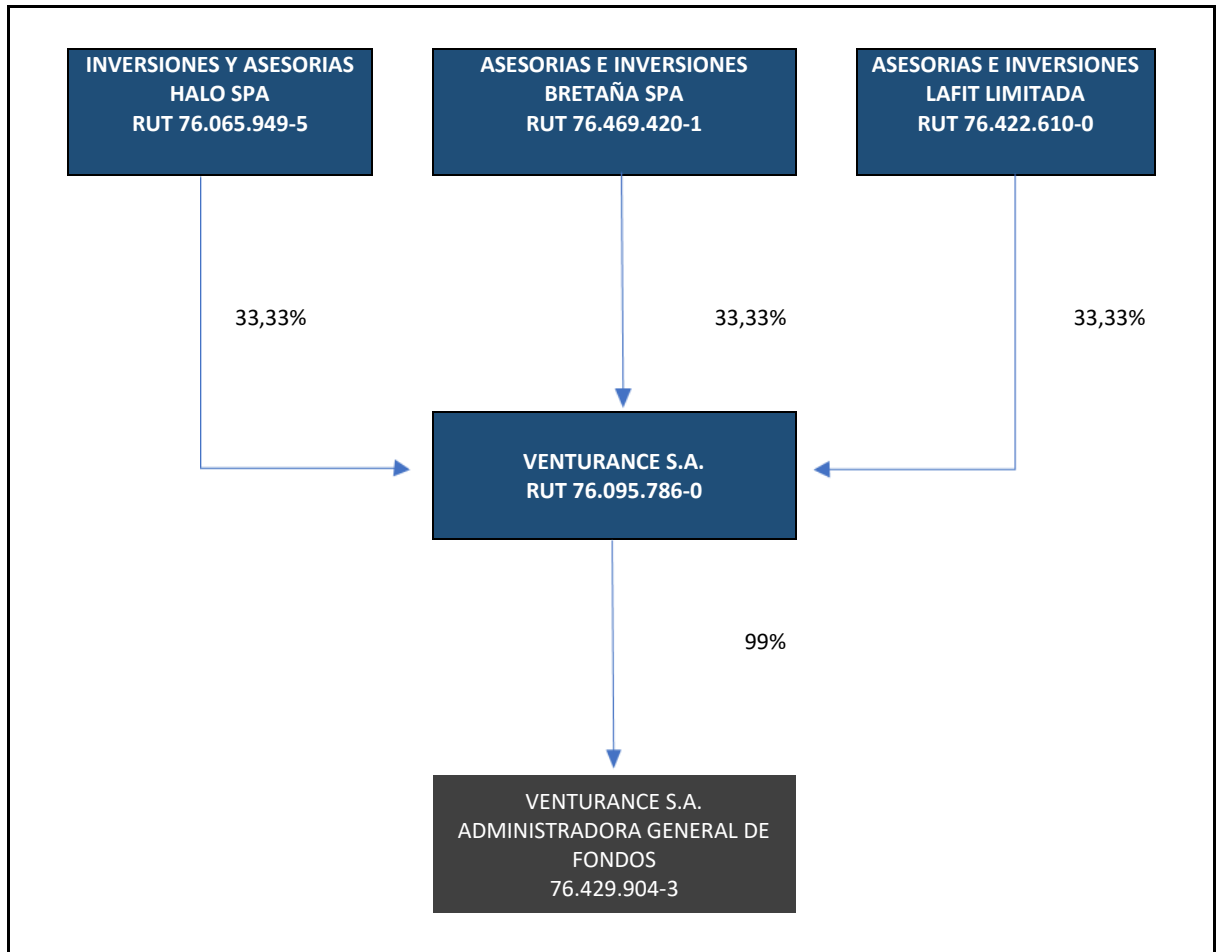 INVERSIONES Y ASESORIAS
HALO SPA
RUT 76.065.949-5
ASESORIAS E INVERSIONES
BRETAÑA SPA
RUT 76.469.420-1
ASESORIAS E INVERSIONES
LAFIT LIMITADA
RUT 76.422.610-0
33,33%
33,33%
33,33%
VENTURANCE S.A.
RUT 76.095.786-0
99%
VENTURANCE S.A.
ADMINISTRADORA GENERAL DE
FONDOS
76.429.904-3